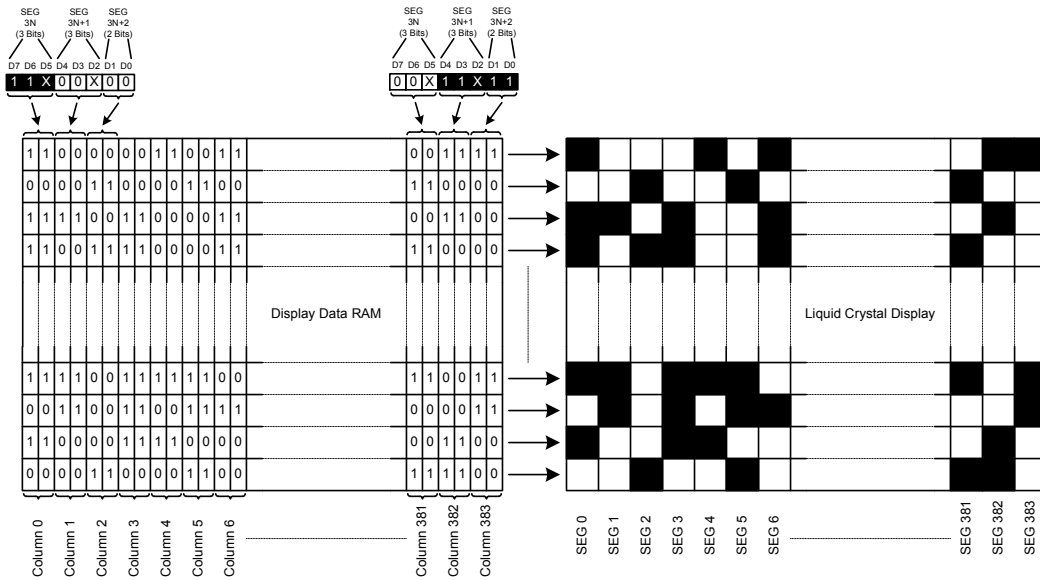 SEG SEG SEG
3N 3N+1 3N+2
(3 Bits) (3 Bits) (2 Bits)
D7 D6 D5 D4 D3 D2 D1 D0
1 1 X 0 0 X 0 0
SEG SEG SEG
3N 3N+1 3N+2
(3 Bits) (3 Bits) (2 Bits)
D7 D6 D5 D4 D3 D2 D1 D0
0 0 X 1 1 X 1 1
1 1 0 0 0 0 0 0 1 1 0 0 1 1 0 0 1 1 1 1
0 0 0 0 1 1 0 0 0 0 1 1 0 0 1 1 0 0 0 0
1 1 1 1 0 0 1 1 0 0 0 0 1 1 0 0 1 1 0 0
1 1 0 0 1 1 1 1 0 0 0 0 1 1 1 1 0 0 0 0
Display Data RAM
Liquid Crystal Display
1 1 1 1 0 0 1 1 1 1 1 1 0 0 1 1 0 0 1 1
0 0 1 1 0 0 1 1 0 0 1 1 1 1 0 0 0 0 1 1
1 1 0 0 0 0 1 1 1 1 0 0 0 0 0 0 1 1 0 0
0 0 0 0 1 1 0 0 0 0 1 1 0 0 1 1 1 1 0 0
Column 0
Column 1
Column 2
Column 3
Column 4
Column 5
Column 6
Column 381
Column 382
Column 383
SEG 0
SEG 1
SEG 2
SEG 3
SEG 4
SEG 5
SEG 6
SEG 381
SEG 382
SEG 383